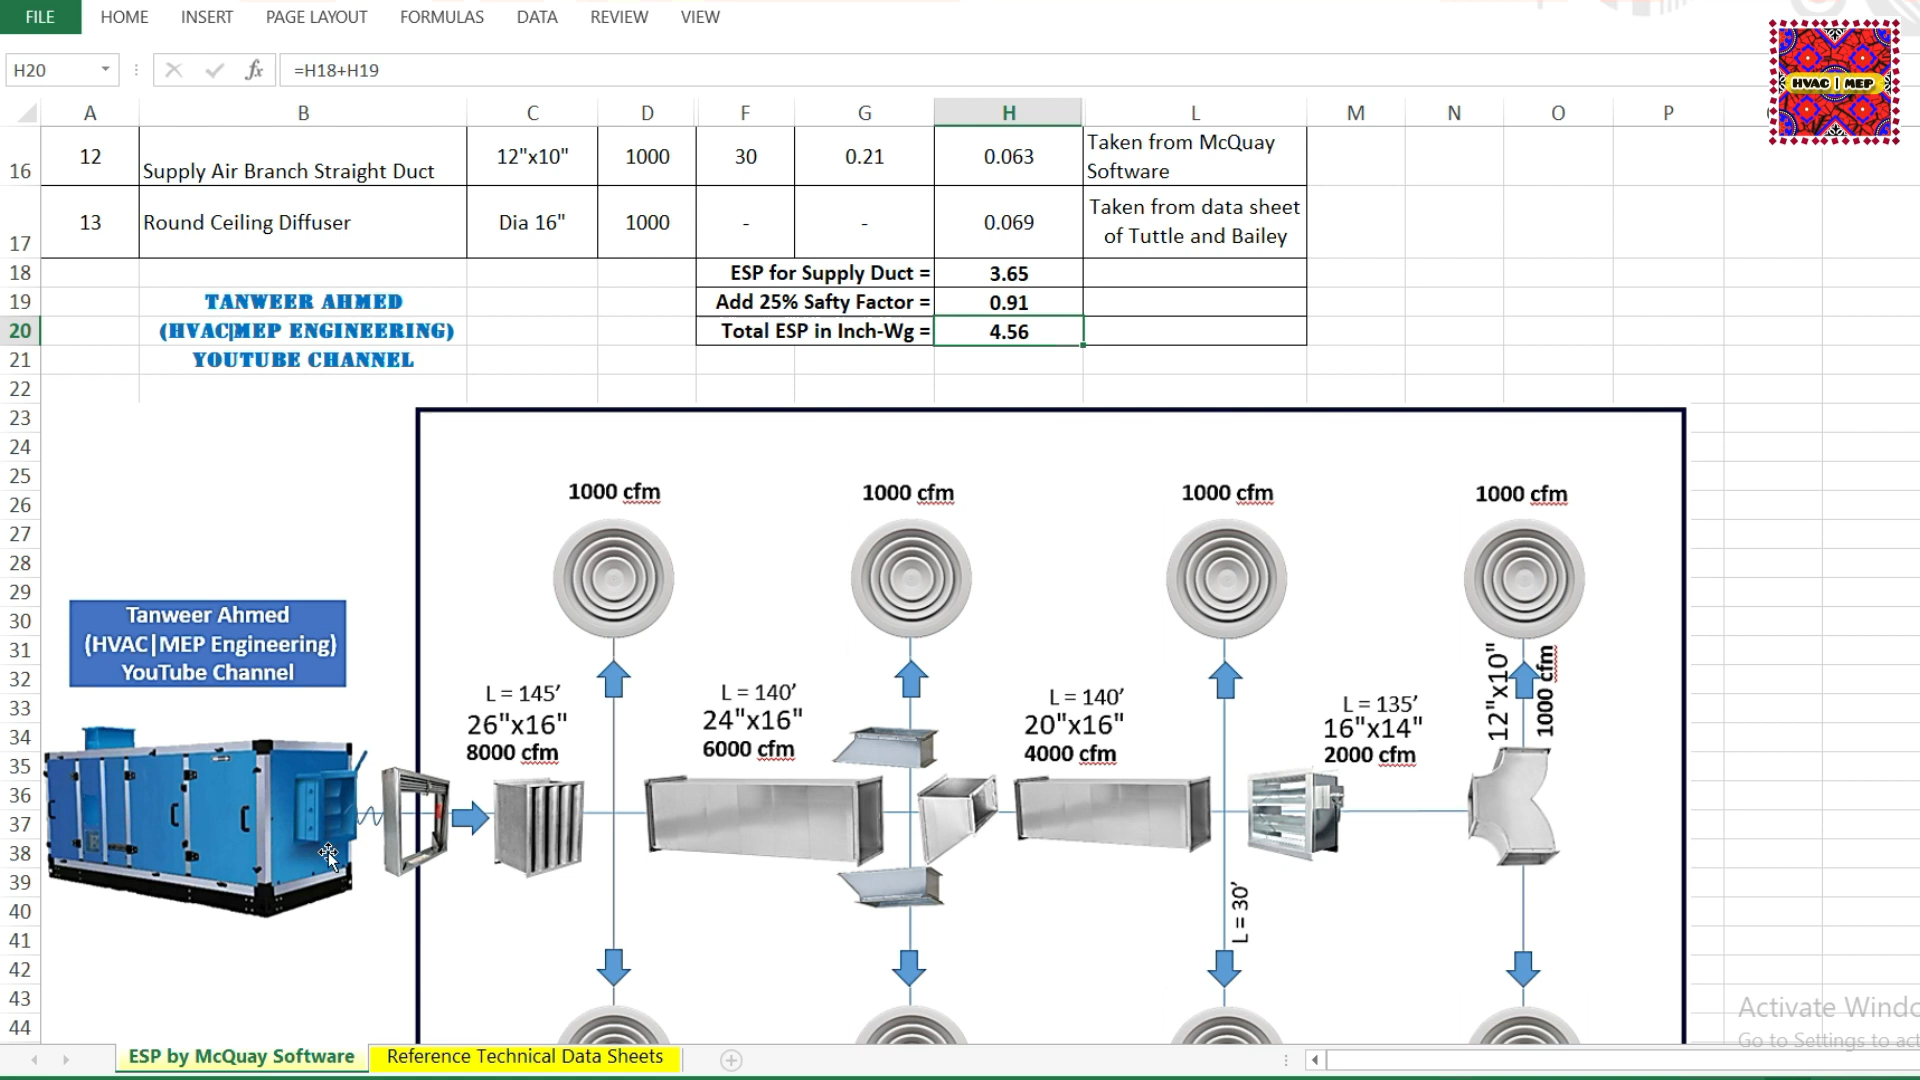 FILE HOME INSERT PAGE LAYOUT FORMULAS DATA REVIEW VIEW
H20 fx =H18+H19
HVAC | MEP
A B C D F G H L M N O P
16 12 Supply Air Branch Straight Duct 12"x10" 1000 30 0.21 0.063 Taken from McQuay
Software
17 13 Round Ceiling Diffuser Dia 16" 1000 - - 0.069 Taken from data sheet
of Tuttle and Bailey
18 ESP for Supply Duct = 3.65
19 TANWEER AHMED Add 25% Safty Factor = 0.91
20 (HVAC|MEP ENGINEERING) Total ESP in Inch-Wg = 4.56
21 YOUTUBE CHANNEL
22
23
24
25
26
27
28
29
30
31
32
33
34
35
36
37
38
39
40
41
42
43
44
1000 cfm 1000 cfm 1000 cfm 1000 cfm
Tanweer Ahmed
(HVAC|MEP Engineering)
YouTube Channel
L = 145’
26"x16"
8000 cfm
L = 140’
24"x16"
6000 cfm
L = 140’
20"x16"
4000 cfm
L = 135’
16"x14"
2000 cfm
12"x10"
1000 cfm
L = 30’
Activate Windo
Go to Settings to act
ESP by McQuay Software Reference Technical Data Sheets